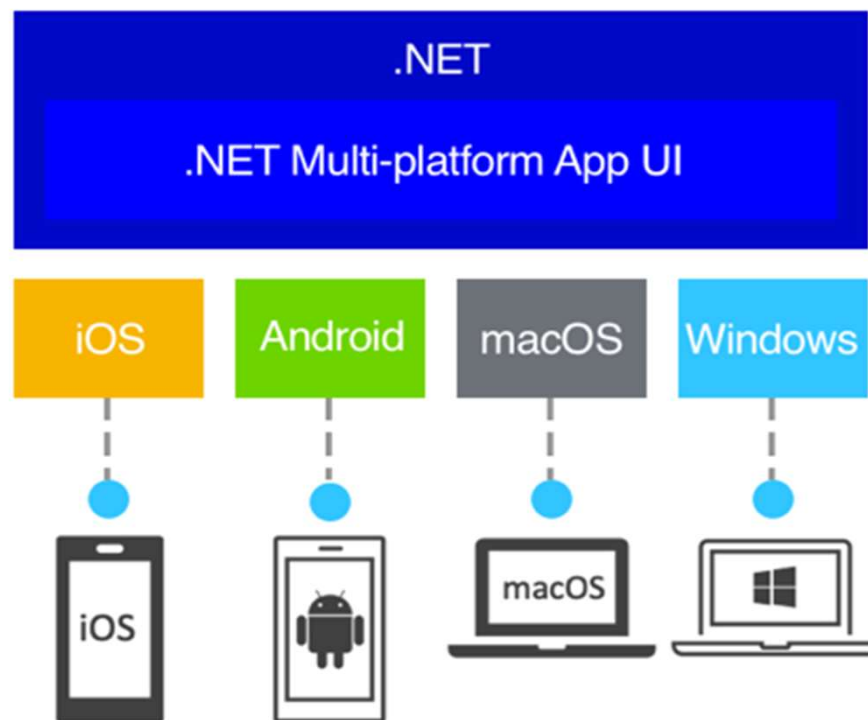 .NET
.NET Multi-platform App UI
iOS
Android
macOS
Windows
iOS
macOS